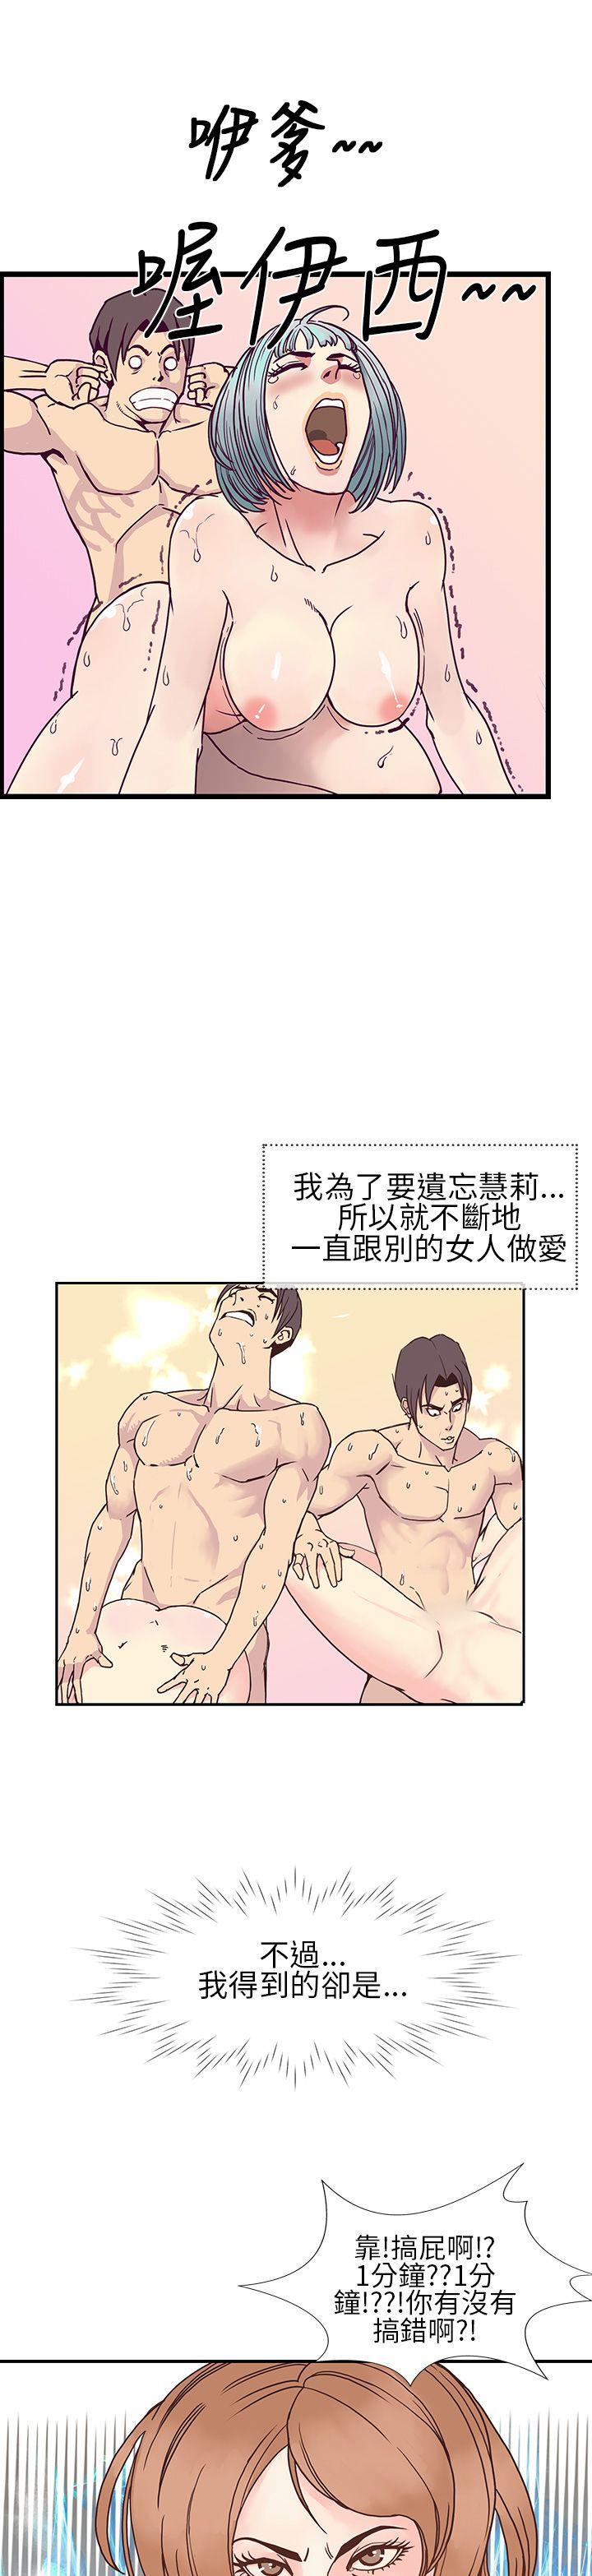 咿爹~~
喔伊西~~
我為了要遺忘慧莉...
所以就不斷地
一直跟別的女人做愛
不過...
我得到的卻是...
靠!搞屁啊!?
1分鐘??1分
鐘!??!你有沒有
搞錯啊?!